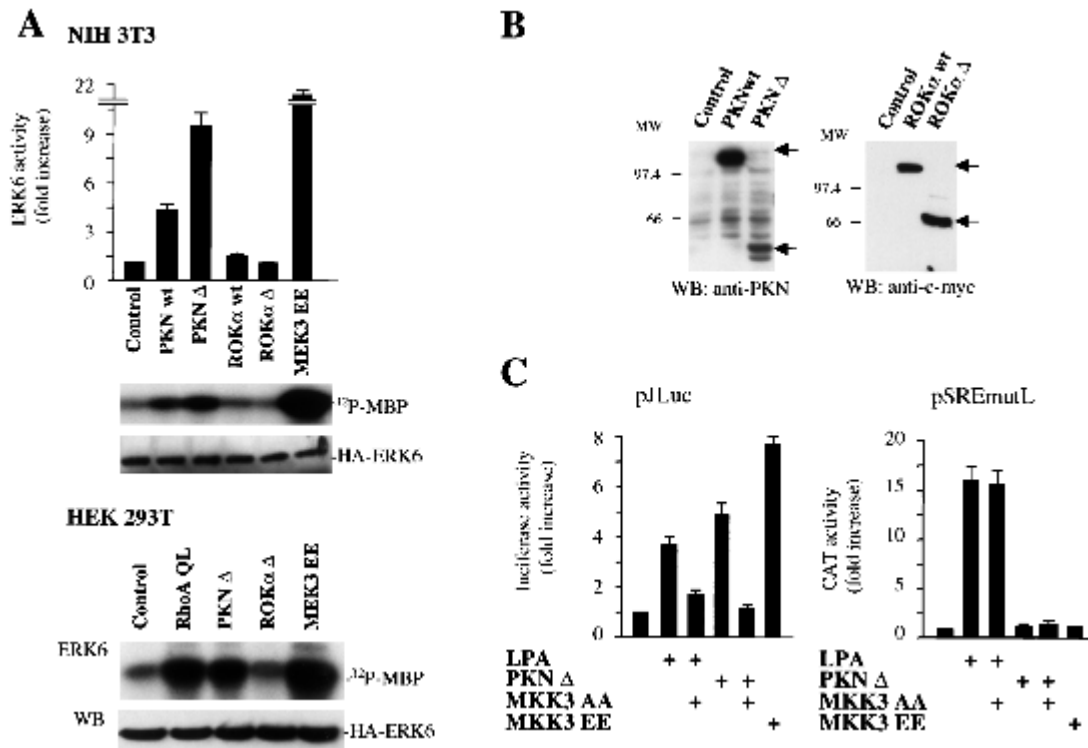 A
NIH 3T3
ERK6 activity
(fold increase)
22
9
6
3
0
Control
PKN wt
PKN Δ
ROKα wt
ROKα Δ
MEK3 EE
³²P-MBP
-HA-ERK6
HEK 293T
Control
RhoA QL
PKN Δ
ROKα Δ
MEK3 EE
ERK6
-³²P-MBP
WB
-HA-ERK6
B
Control
PKNwt
PKN Δ
MW
97.4 –
66 –
WB: anti-PKN
Control
ROKα wt
ROKα Δ
MW
97.4 –
66 –
WB: anti-c-myc
C
pJLuc
luciferase activity
(fold increase)
8
6
4
2
0
LPA + +
PKN Δ + +
MKK3 AA + +
MKK3 EE +
pSREmutL
CAT activity
(fold increase)
20
15
10
5
0
LPA + +
PKN Δ + +
MKK3 AA + +
MKK3 EE +